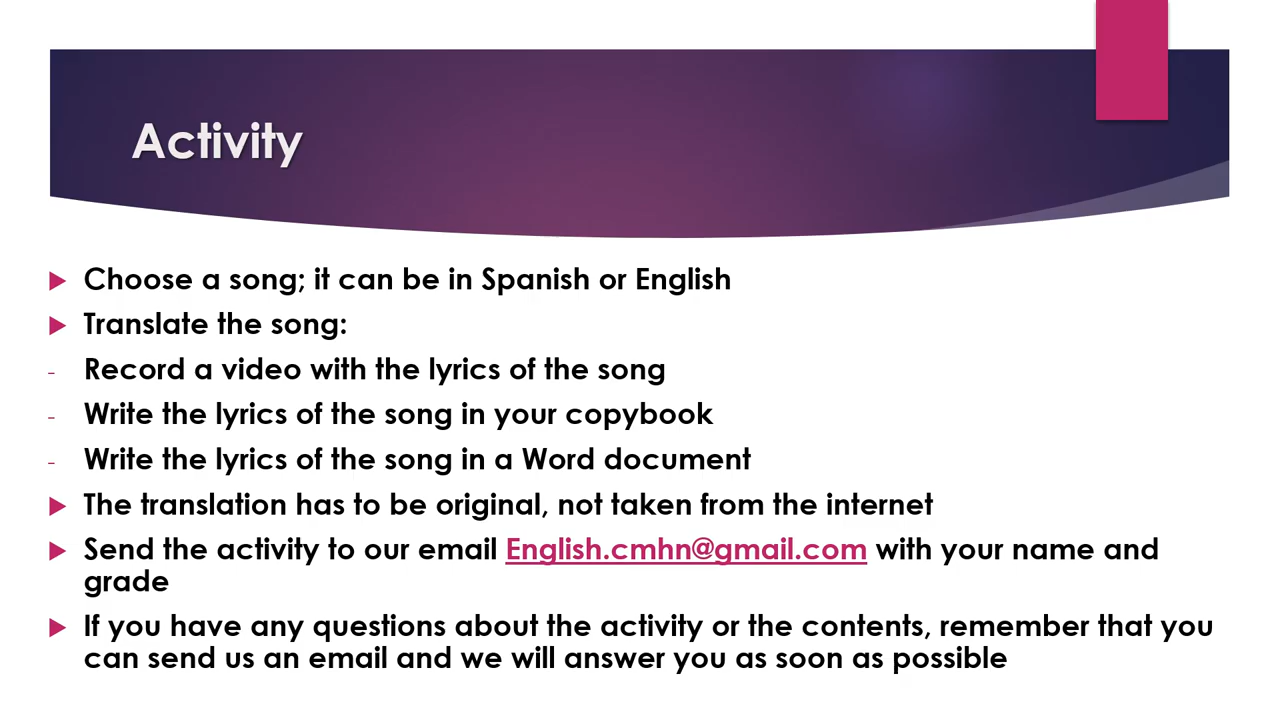 Activity
Choose a song; it can be in Spanish or English
Translate the song:
- Record a video with the lyrics of the song
- Write the lyrics of the song in your copybook
- Write the lyrics of the song in a Word document
The translation has to be original, not taken from the internet
Send the activity to our email English.cmhn@gmail.com with your name and
grade
If you have any questions about the activity or the contents, remember that you
can send us an email and we will answer you as soon as possible